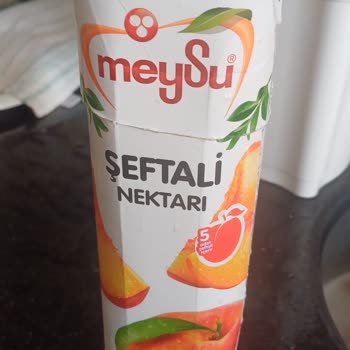 meySu®
ŞEFTALİ
NEKTARI
5